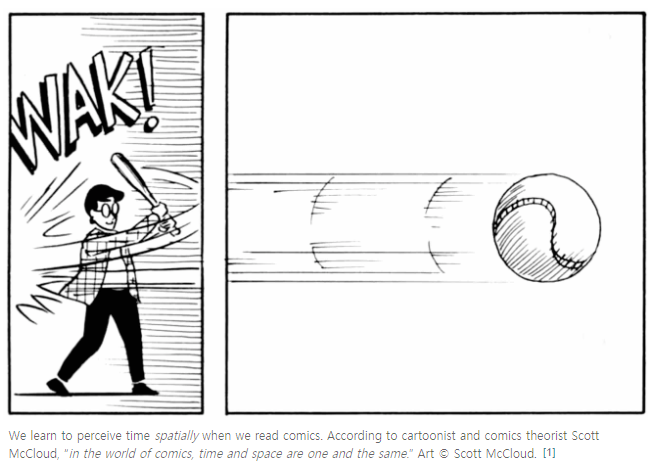 WAK!
We learn to perceive time spatially when we read comics. According to cartoonist and comics theorist Scott
McCloud, "in the world of comics, time and space are one and the same." Art © Scott McCloud. [1]